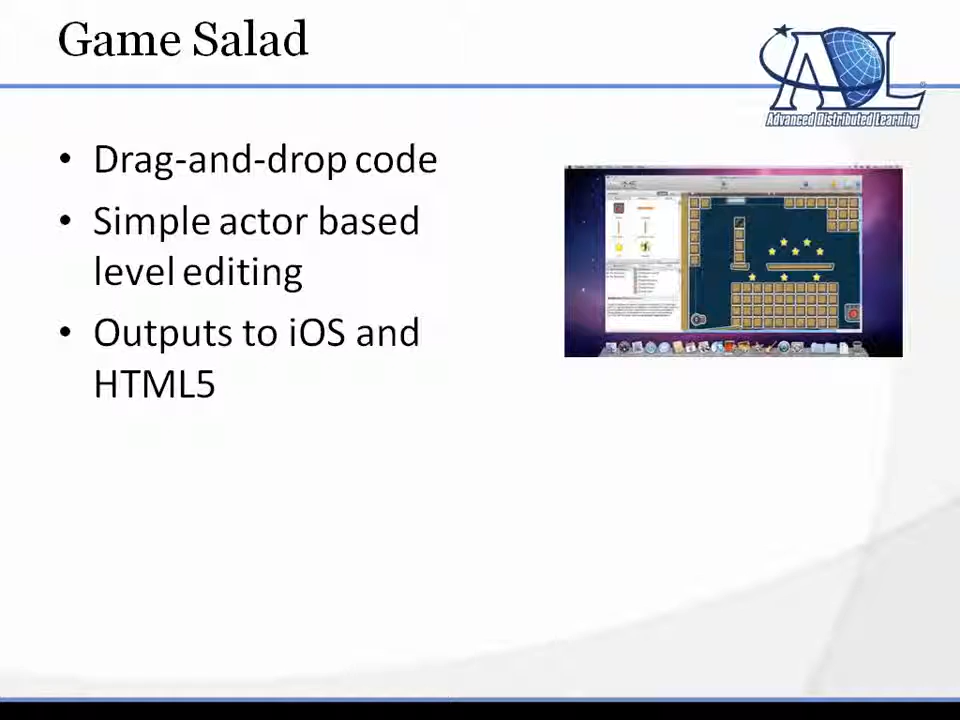 Game Salad
ADL
Advanced Distributed Learning
• Drag-and-drop code
• Simple actor based
level editing
• Outputs to iOS and
HTML5